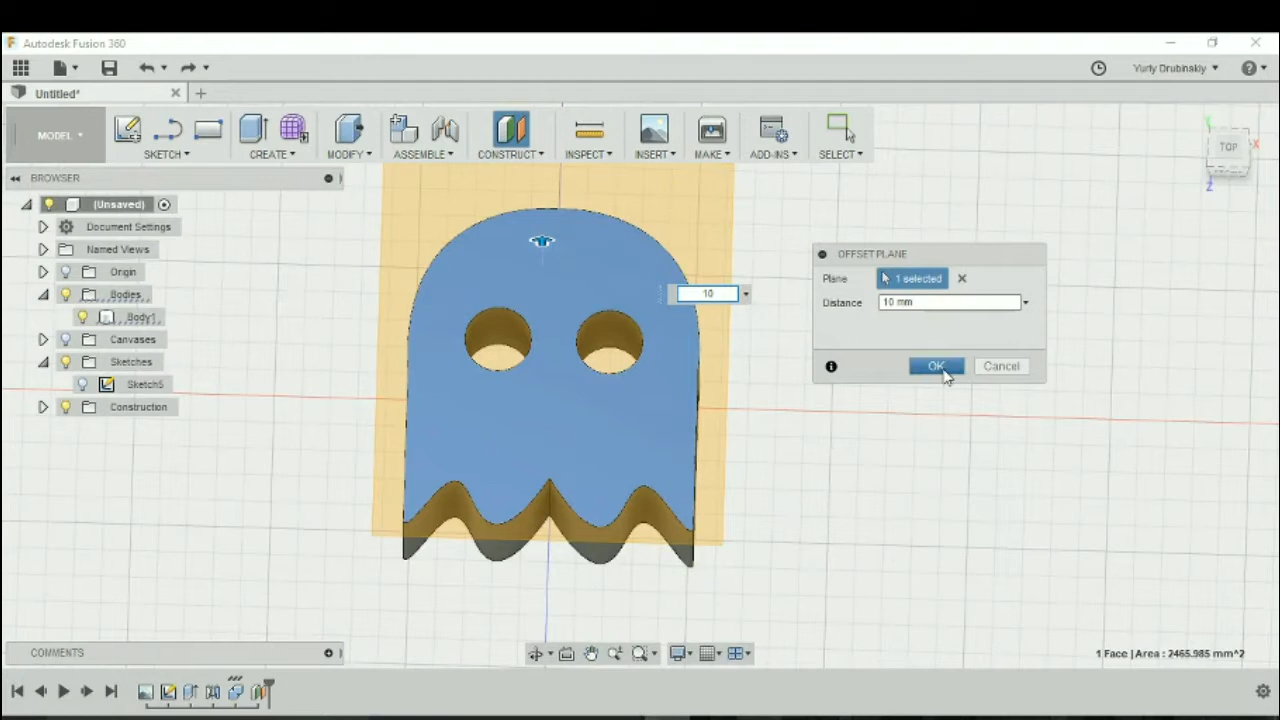 Autodesk Fusion 360
Yuriy Drubinskiy
Untitled*
MODEL
SKETCH
CREATE
MODIFY
ASSEMBLE
CONSTRUCT
INSPECT
INSERT
MAKE
ADD-INS
SELECT
TOP
X
Z
BROWSER
(Unsaved)
Document Settings
Named Views
Origin
Bodies
Body1
Canvases
Sketches
Sketch5
Construction
10
OFFSET PLANE
Plane
1 selected
Distance
10 mm
OK
Cancel
COMMENTS
1 Face | Area : 2465.985 mm^2